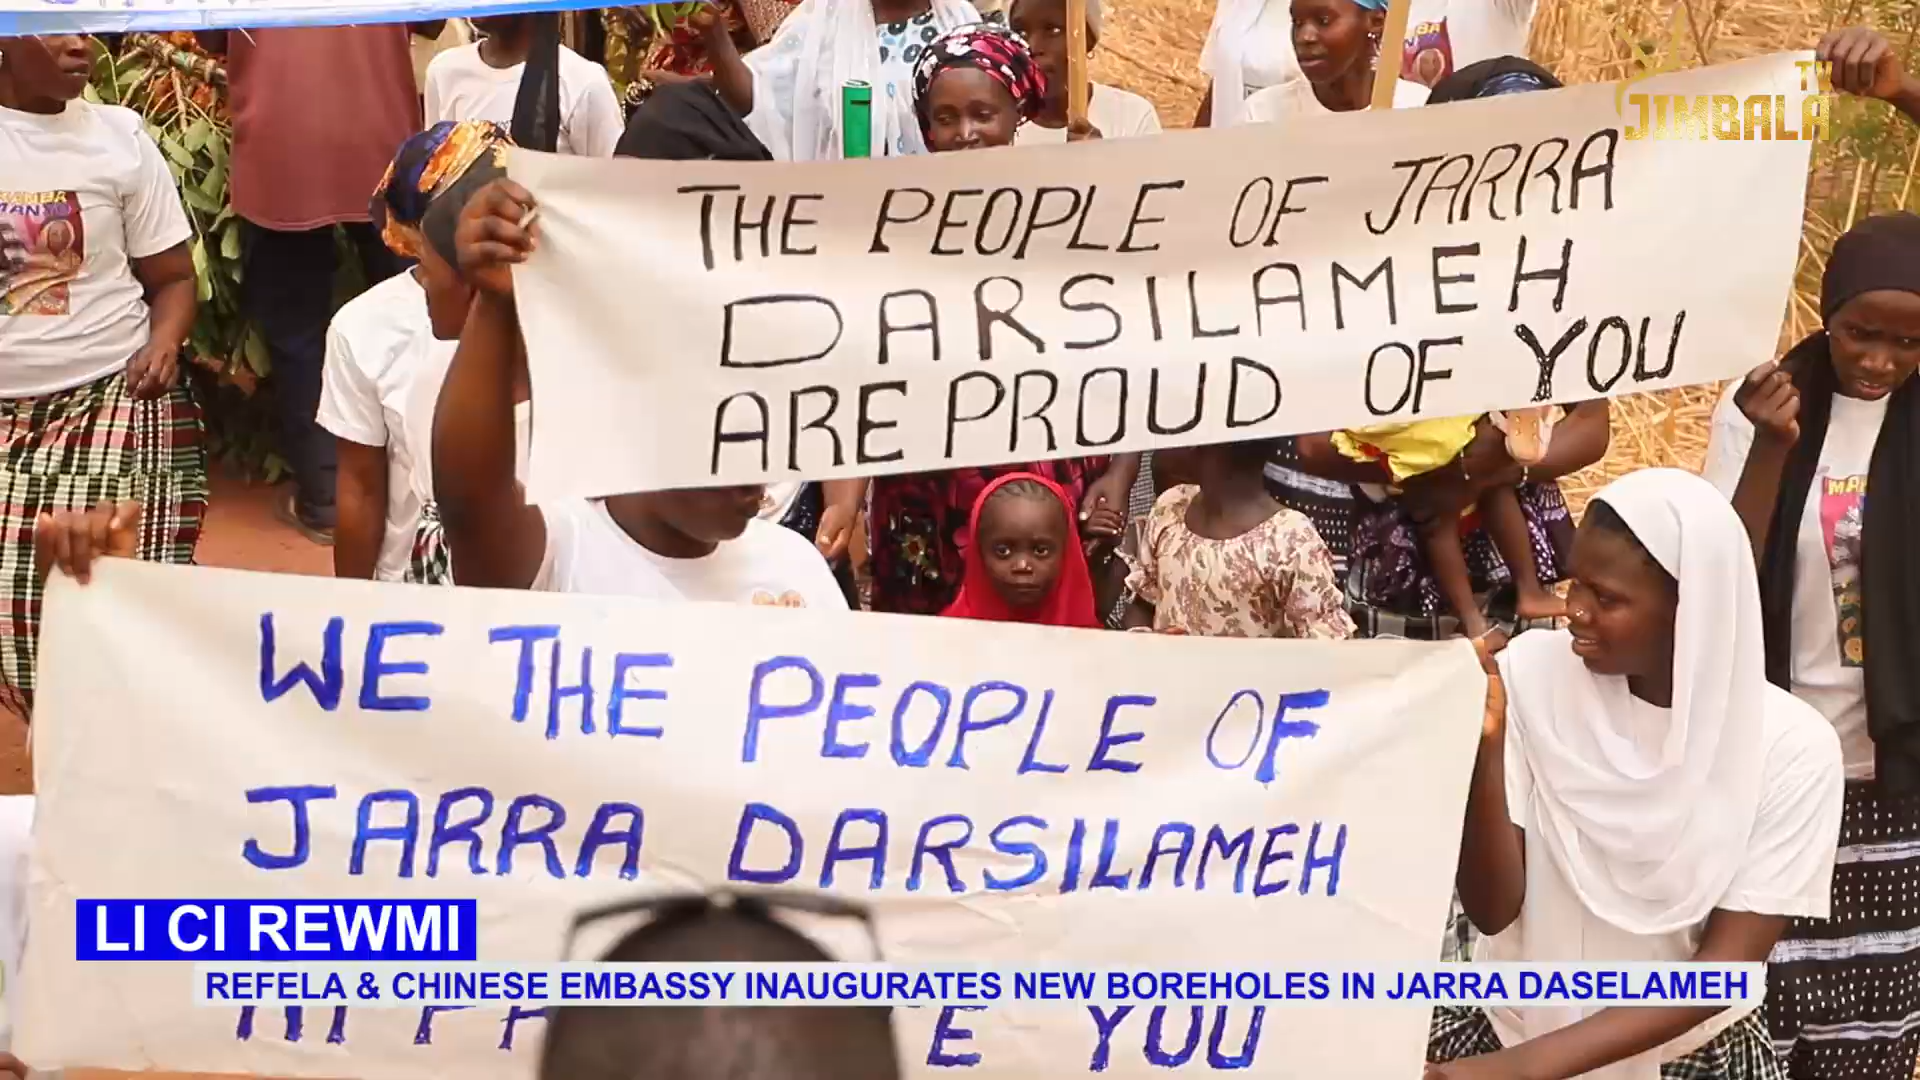 TV
JIMBALA
THE PEOPLE OF JARRA
DARSILAMEH
ARE PROUD OF YOU
WE THE PEOPLE OF
JARRA DARSILAMEH
YOU
LI CI REWMI
REFELA & CHINESE EMBASSY INAUGURATES NEW BOREHOLES IN JARRA DASELAMEH